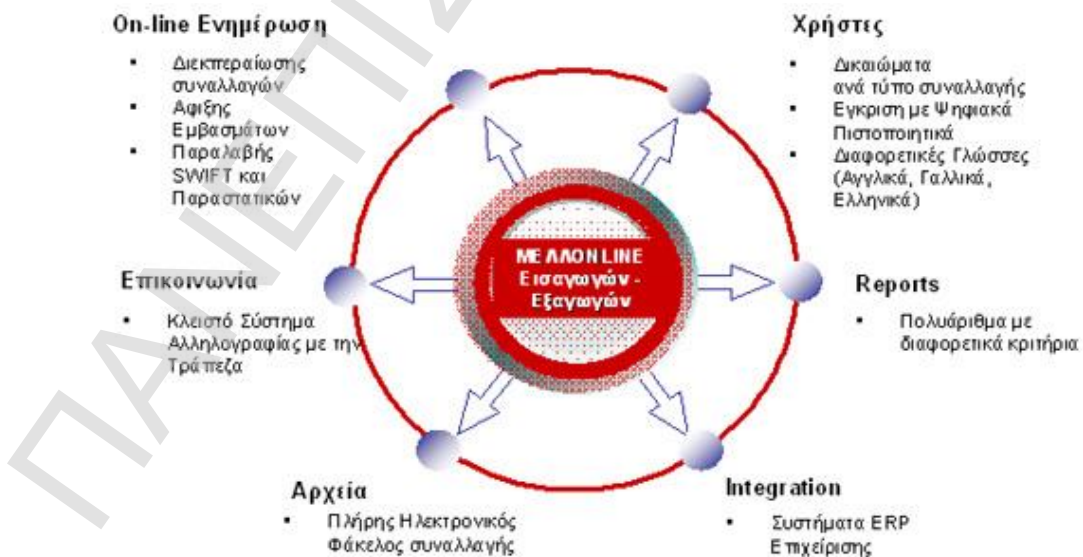 On-line Ενημέρωση
▪ Διεκπεραίωσης
συναλλαγών
▪ Αφιξης
Εμβασμάτων
▪ Παραλαβής
SWIFT και
Παραστατικών
Χρήστες
▪ Δικαιώματα
ανά τύπο συναλλαγής
▪ Εγκριση με Ψηφιακά
Πιστοποιητικά
▪ Διαφορετικές Γλώσσες
(Αγγλικά, Γαλλικά,
Ελληνικά)
Επικοινωνία
▪ Κλειστό Σύστημα
Αλληλογραφίας με την
Τράπεζα
ΜΕΛΛΟΝLINE
Εισαγωγών -
Εξαγωγών
Reports
▪ Πολυάριθμα με
διαφορετικά κριτήρια
Αρχεία
▪ Πλήρης Ηλεκτρονικός
Φάκελος συναλλαγής
Integration
▪ Συστήματα ERP
Επιχείρισης
ΠΑΝΕΠΙΣ